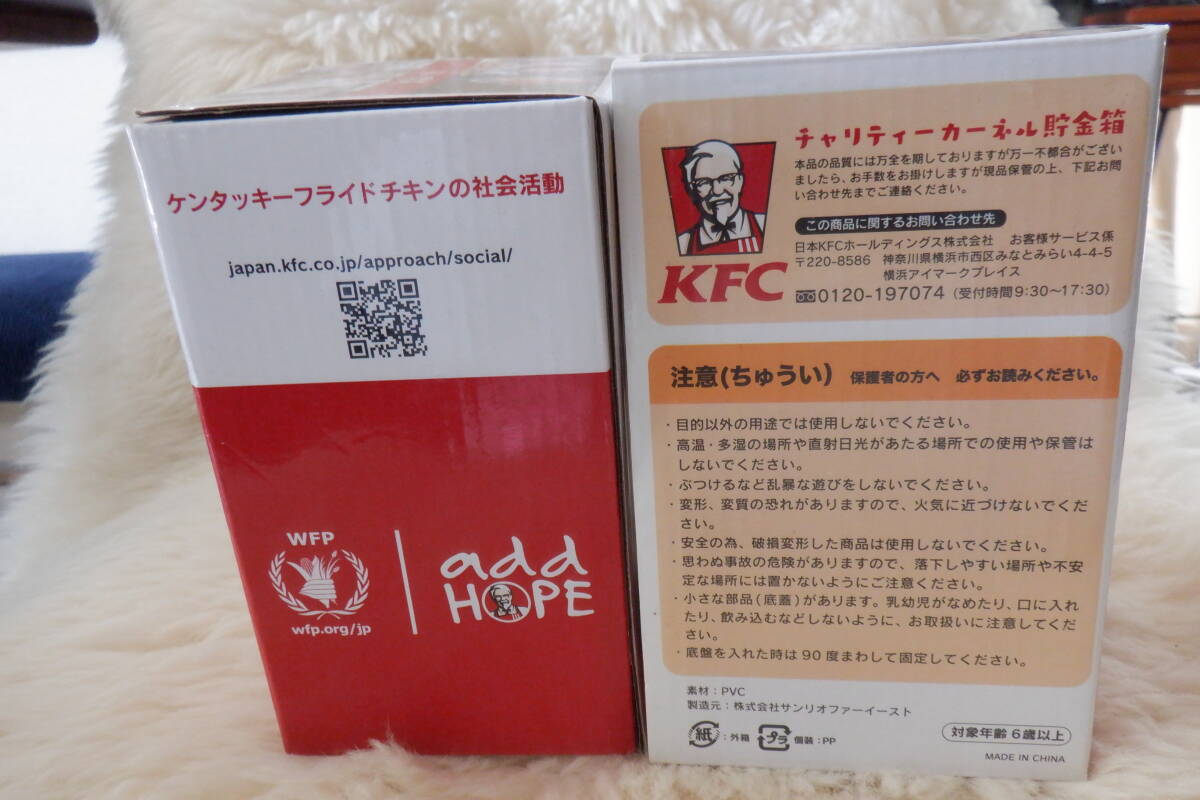 ケンタッキーフライドチキンの社会活動
japan.kfc.co.jp/approach/social/
WFP
wfp.org/jp
add
HOPE
チャリティーカーネル貯金箱
本品の品質には万全を期しておりますが万一不都合がござい
ましたら、お手数をお掛けしますが現品保管の上、下記お問
い合わせ先までご連絡ください。
この商品に関するお問い合わせ先
日本KFCホールディングス株式会社 お客様サービス係
〒220-8586 神奈川県横浜市西区みなとみらい4-4-5
横浜アイマークプレイス
0120-197074(受付時間9:30〜17:30)
KFC
注意(ちゅうい) 保護者の方へ 必ずお読みください。
・目的以外の用途では使用しないでください。
・高温・多湿の場所や直射日光があたる場所での使用や保管は
しないでください。
・ぶつけるなど乱暴な遊びをしないでください。
・変形、変質の恐れがありますので、火気に近づけないでくだ
さい。
・安全の為、破損変形した商品は使用しないでください。
・思わぬ事故の危険がありますので、落下しやすい場所や不安
定な場所には置かないようにご注意ください。
・小さな部品(底蓋)があります。乳幼児がなめたり、口に入れ
たり、飲み込むなどしないように、お取扱いに注意してくだ
さい。
・底盤を入れた時は90度まわして固定してください。
素材:PVC
製造元:株式会社サンリオファーイースト
紙:外箱 プラ 個装:PP
対象年齢6歳以上
MADE IN CHINA